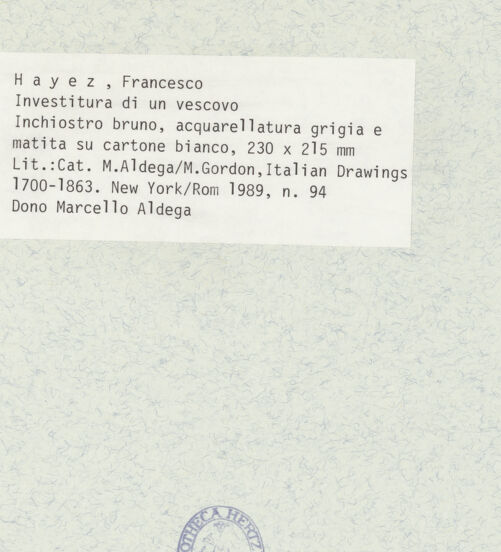 H a y e z , Francesco
Investitura di un vescovo
Inchiostro bruno, acquarellatura grigia e
matita su cartone bianco, 230 x 215 mm
Lit.:Cat. M.Aldega/M.Gordon,Italian Drawings
1700-1863. New York/Rom 1989, n. 94
Dono Marcello Aldega